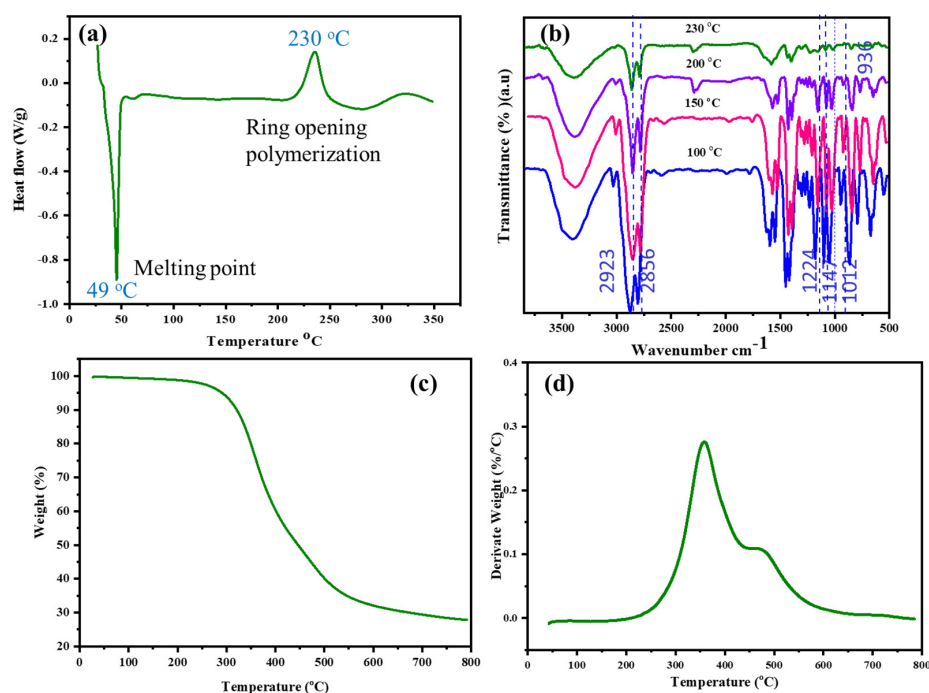 (a)
230 °C
49 °C
Melting point
Ring opening
polymerization
0.2
0.0
-0.2
-0.4
-0.6
-0.8
-1.0
0
50
100
150
200
250
300
350
Heat flow (W/g)
Temperature °C
(b)
230 °C
200 °C
150 °C
100 °C
2923
2856
1224
1147
1012
936
3500
3000
2500
2000
1500
1000
500
Transmittance (% )(a.u)
Wavenumber cm-1
(c)
100
90
80
70
60
50
40
30
20
0
100
200
300
400
500
600
700
800
Weight (%)
Temperature (°C)
(d)
0.4
0.3
0.2
0.1
0.0
0
100
200
300
400
500
600
700
800
Derivate Weight (%/°C)
Temperature (°C)